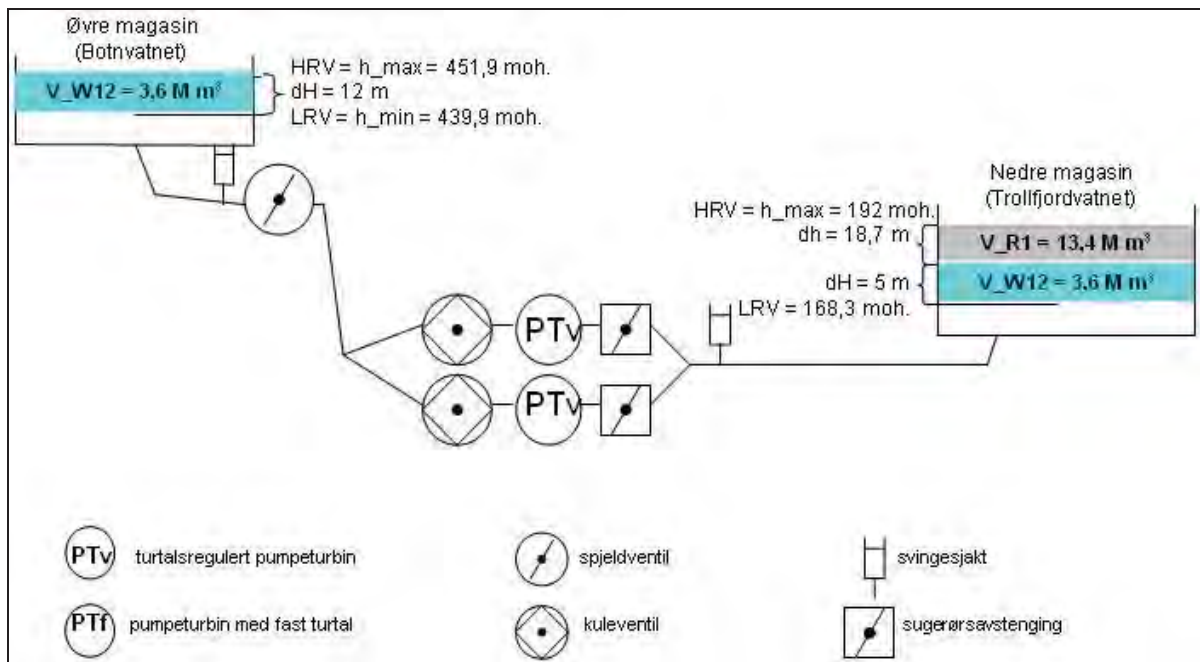 Øvre magasin
(Botnvatnet)
V_W12 = 3,6 M m³
HRV = h_max = 451,9 moh.
dH = 12 m
LRV = h_min = 439,9 moh.
Nedre magasin
(Trollfjordvatnet)
HRV = h_max = 192 moh.
dh = 18,7 m
V_R1 = 13,4 M m³
dH = 5 m
V_W12 = 3,6 M m³
LRV = 168,3 moh.
PTv
PTv
PTv
turtalsregulert pumpeturbin
spjeldventil
svingesjakt
PTf
pumpeturbin med fast turtal
kuleventil
sugerørsavstenging